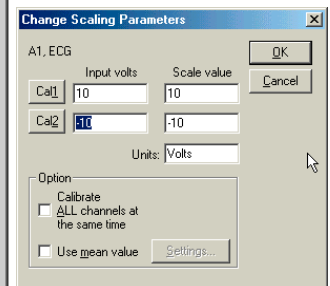 Change Scaling Parameters
A1, ECG
OK
Input volts Scale value
Cancel
Cal1 10 10
Cal2 -10 -10
Units: Volts
Option
Calibrate
ALL channels at
the same time
Use mean value Settings...